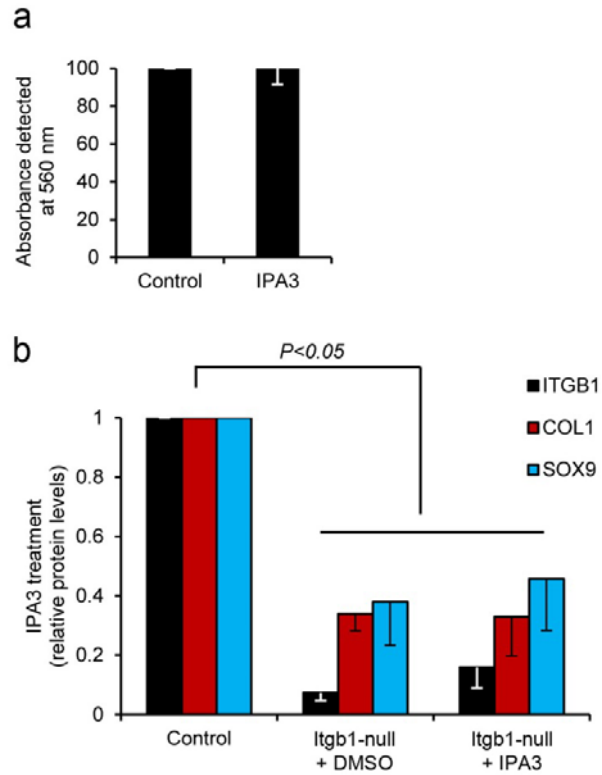 a
Absorbance detected
at 560 nm
100
80
60
40
20
0
Control
IPA3
b
P<0.05
ITGB1
COL1
SOX9
IPA3 treatment
(relative protein levels)
1
0.8
0.6
0.4
0.2
0
Control
Itgb1-null
+ DMSO
Itgb1-null
+ IPA3